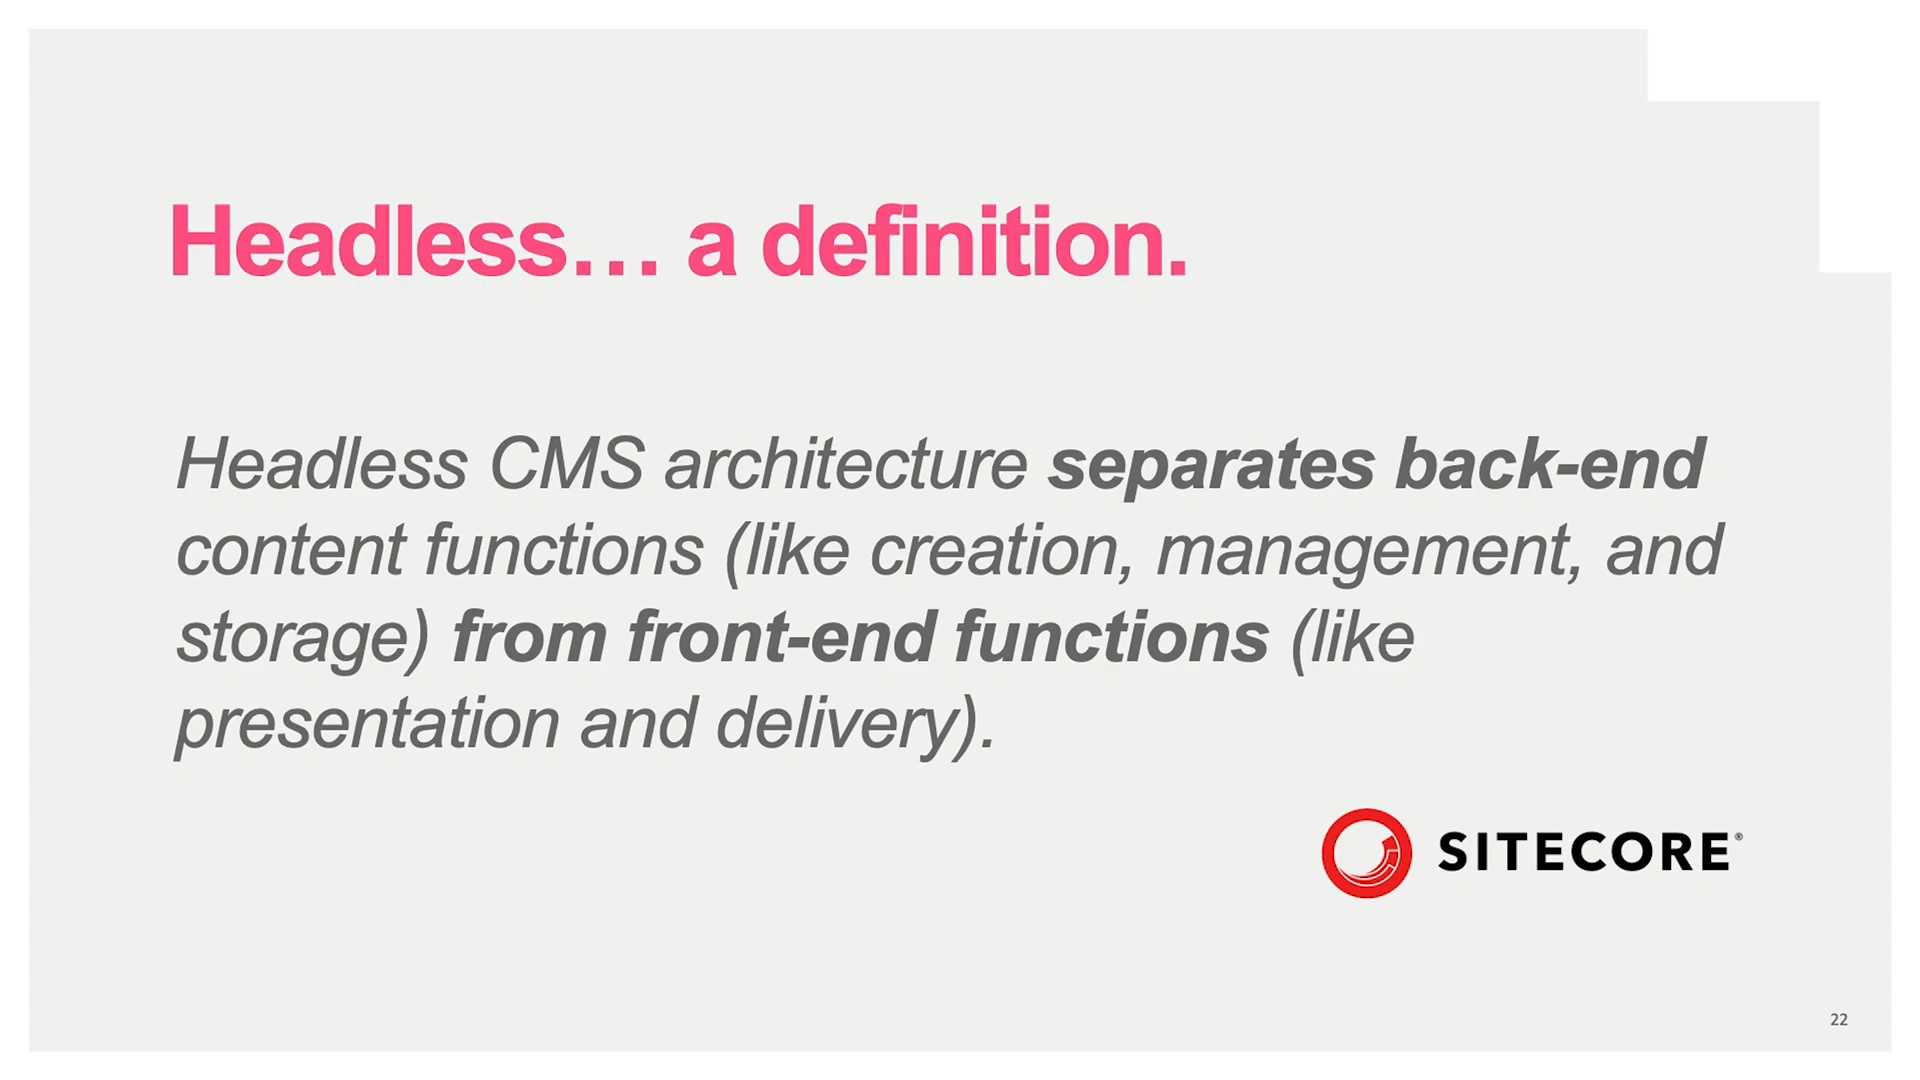 Headless… a definition.
Headless CMS architecture separates back-end
content functions (like creation, management, and
storage) from front-end functions (like
presentation and delivery).
SITECORE®
22